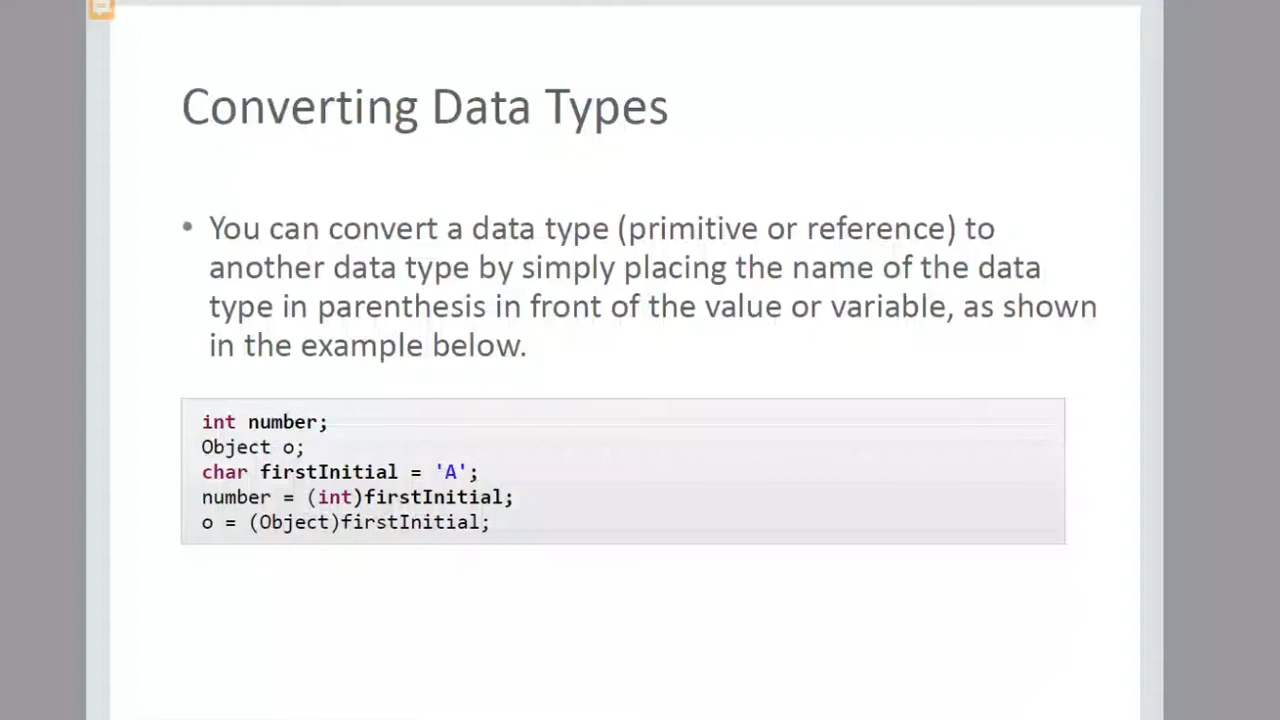 Converting Data Types
• You can convert a data type (primitive or reference) to
another data type by simply placing the name of the data
type in parenthesis in front of the value or variable, as shown
in the example below.
int number;
Object o;
char firstInitial = 'A';
number = (int)firstInitial;
o = (Object)firstInitial;